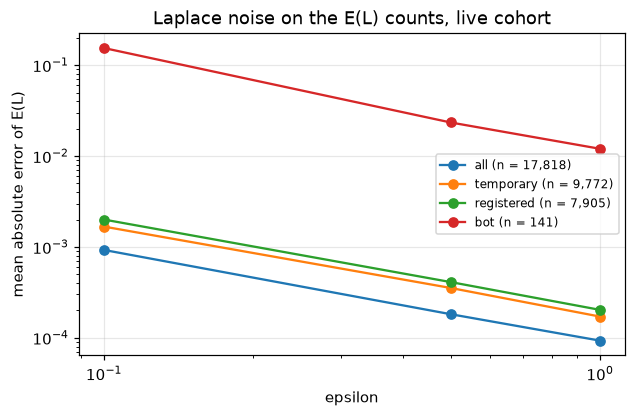 Laplace noise on the E(L) counts, live cohort
mean absolute error of E(L)
10⁻¹
10⁻²
10⁻³
10⁻⁴
all (n = 17,818)
temporary (n = 9,772)
registered (n = 7,905)
bot (n = 141)
10⁻¹
10⁰
epsilon